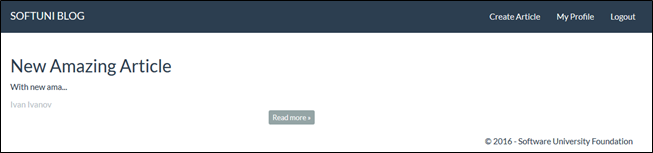 SOFTUNI BLOG Create Article My Profile Logout
New Amazing Article
With new ama...
Ivan Ivanov
Read more »
© 2016 - Software University Foundation